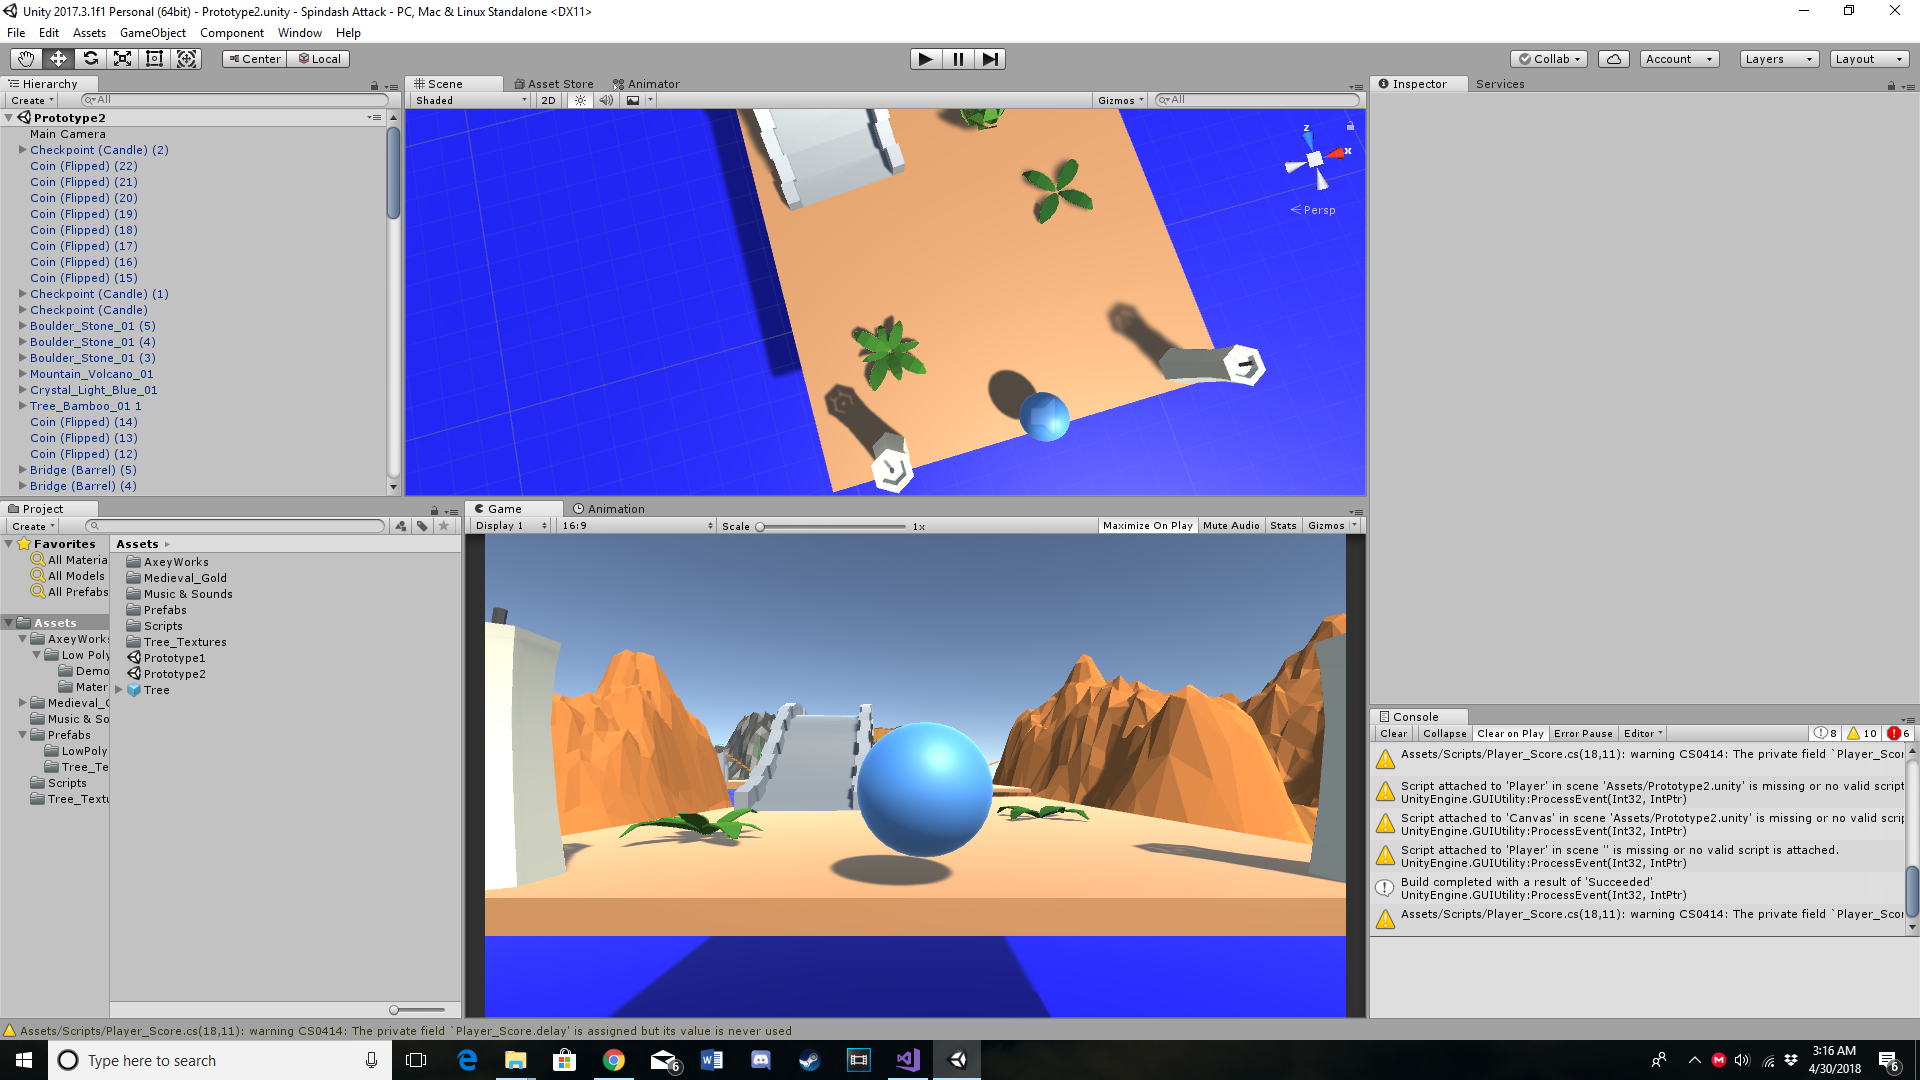 Unity 2017.3.1f1 Personal (64bit) - Prototype2.unity - Spindash Attack - PC, Mac & Linux Standalone <DX11>
File Edit Assets GameObject Component Window Help
Center Local
Collab Account Layers Layout
Hierarchy
Create All
Prototype2
Main Camera
Checkpoint (Candle) (2)
Coin (Flipped) (22)
Coin (Flipped) (21)
Coin (Flipped) (20)
Coin (Flipped) (19)
Coin (Flipped) (18)
Coin (Flipped) (17)
Coin (Flipped) (16)
Coin (Flipped) (15)
Checkpoint (Candle) (1)
Checkpoint (Candle)
Boulder_Stone_01 (5)
Boulder_Stone_01 (4)
Boulder_Stone_01 (3)
Mountain_Volcano_01
Crystal_Light_Blue_01
Tree_Bamboo_01 1
Coin (Flipped) (14)
Coin (Flipped) (13)
Coin (Flipped) (12)
Bridge (Barrel) (5)
Bridge (Barrel) (4)
Scene Asset Store Animator
Shaded 2D Gizmos All
z
x
Persp
Inspector Services
Project
Create
Favorites
All Materia
All Models
All Prefabs
Assets
AxeyWorks
Low Poly
Demo
Mater
Medieval_G
Music & So
Prefabs
LowPoly
Tree_Te
Scripts
Tree_Textu
Assets
AxeyWorks
Medieval_Gold
Music & Sounds
Prefabs
Scripts
Tree_Textures
Prototype1
Prototype2
Tree
Game Animation
Display 1 16:9 Scale 1x Maximize On Play Mute Audio Stats Gizmos
Console
Clear Collapse Clear on Play Error Pause Editor 8 10 6
Assets/Scripts/Player_Score.cs(18,11): warning CS0414: The private field `Player_Scor
Script attached to 'Player' in scene 'Assets/Prototype2.unity' is missing or no valid script
UnityEngine.GUIUtility:ProcessEvent(Int32, IntPtr)
Script attached to 'Canvas' in scene 'Assets/Prototype2.unity' is missing or no valid scrip
UnityEngine.GUIUtility:ProcessEvent(Int32, IntPtr)
Script attached to 'Player' in scene '' is missing or no valid script is attached.
UnityEngine.GUIUtility:ProcessEvent(Int32, IntPtr)
Build completed with a result of 'Succeeded'
UnityEngine.GUIUtility:ProcessEvent(Int32, IntPtr)
Assets/Scripts/Player_Score.cs(18,11): warning CS0414: The private field `Player_Scor
Assets/Scripts/Player_Score.cs(18,11): warning CS0414: The private field `Player_Score.delay' is assigned but its value is never used
Type here to search
6
3:16 AM
4/30/2018
6